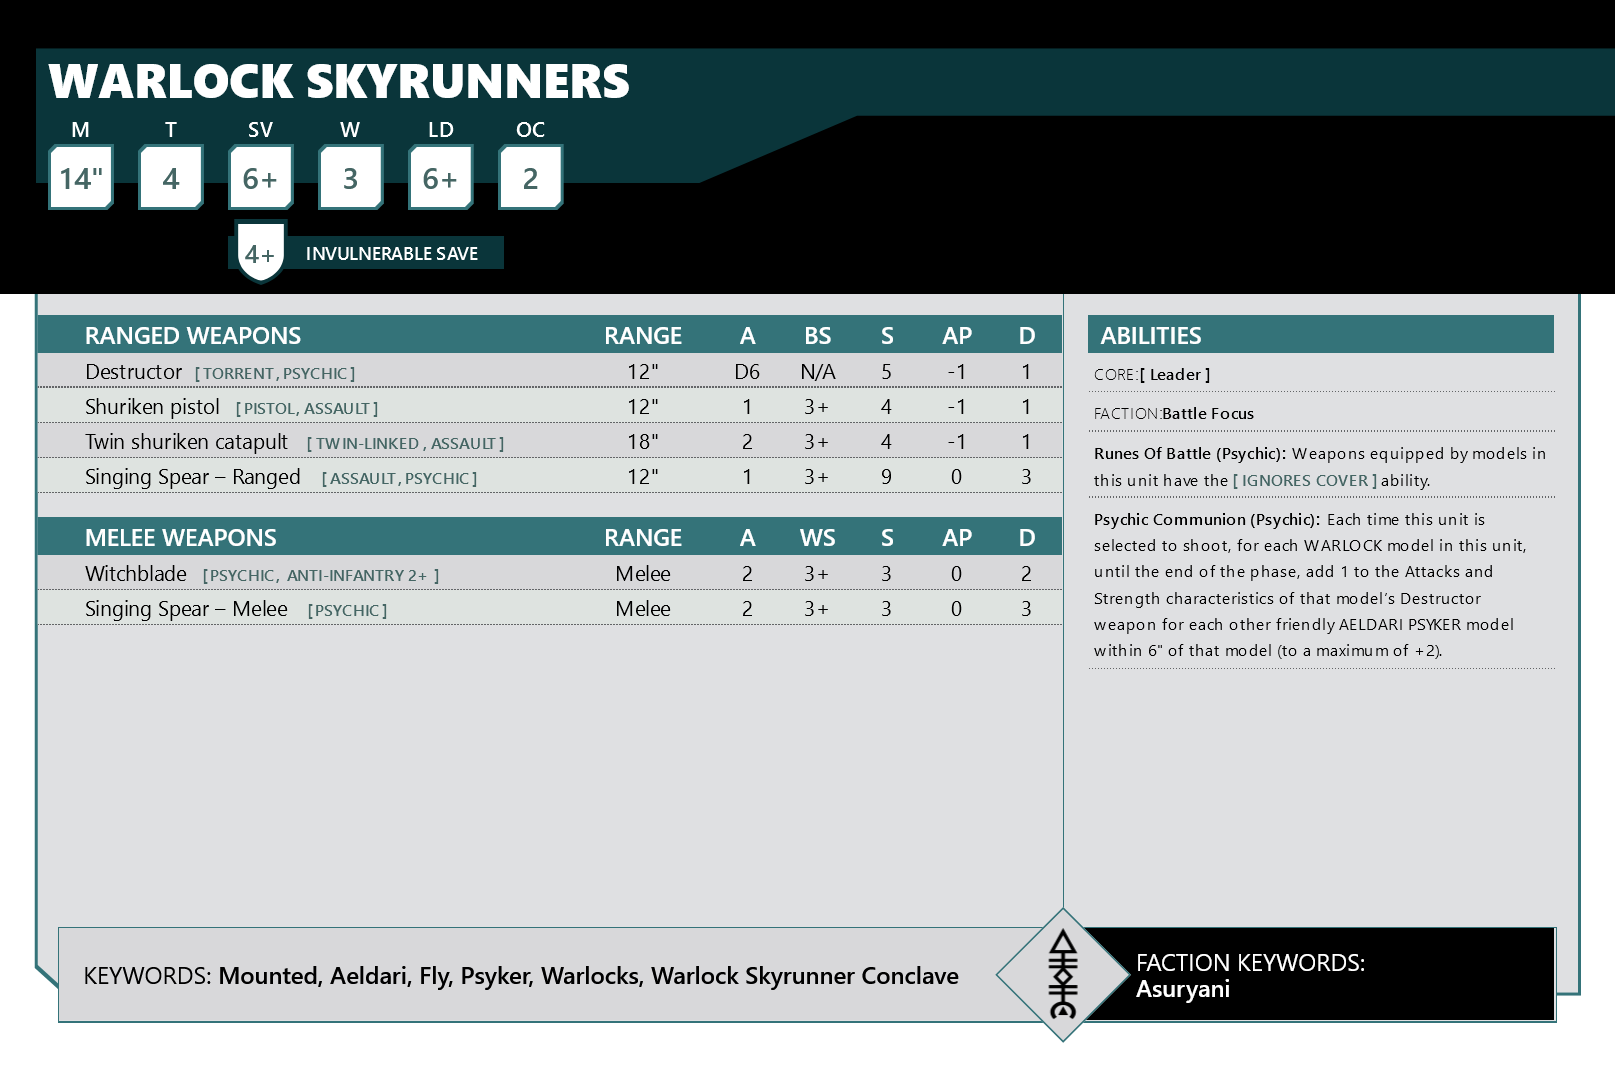 WARLOCK SKYRUNNERS
M T SV W LD OC
14" 4 6+ 3 6+ 2
4+ INVULNERABLE SAVE
RANGED WEAPONS RANGE A BS S AP D
Destructor [TORRENT, PSYCHIC] 12" D6 N/A 5 -1 1
Shuriken pistol [PISTOL, ASSAULT] 12" 1 3+ 4 -1 1
Twin shuriken catapult [TWIN-LINKED, ASSAULT] 18" 2 3+ 4 -1 1
Singing Spear – Ranged [ASSAULT, PSYCHIC] 12" 1 3+ 9 0 3
MELEE WEAPONS RANGE A WS S AP D
Witchblade [PSYCHIC, ANTI-INFANTRY 2+ ] Melee 2 3+ 3 0 2
Singing Spear – Melee [PSYCHIC] Melee 2 3+ 3 0 3
ABILITIES
CORE:[ Leader ]
FACTION:Battle Focus
Runes Of Battle (Psychic): Weapons equipped by models in
this unit have the [ IGNORES COVER ] ability.
Psychic Communion (Psychic): Each time this unit is
selected to shoot, for each WARLOCK model in this unit,
until the end of the phase, add 1 to the Attacks and
Strength characteristics of that model’s Destructor
weapon for each other friendly AELDARI PSYKER model
within 6" of that model (to a maximum of +2).
KEYWORDS: Mounted, Aeldari, Fly, Psyker, Warlocks, Warlock Skyrunner Conclave
FACTION KEYWORDS:
Asuryani